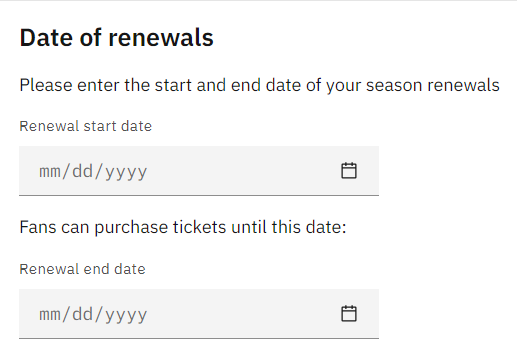 Date of renewals
Please enter the start and end date of your season renewals
Renewal start date
mm/dd/yyyy
Fans can purchase tickets until this date:
Renewal end date
mm/dd/yyyy